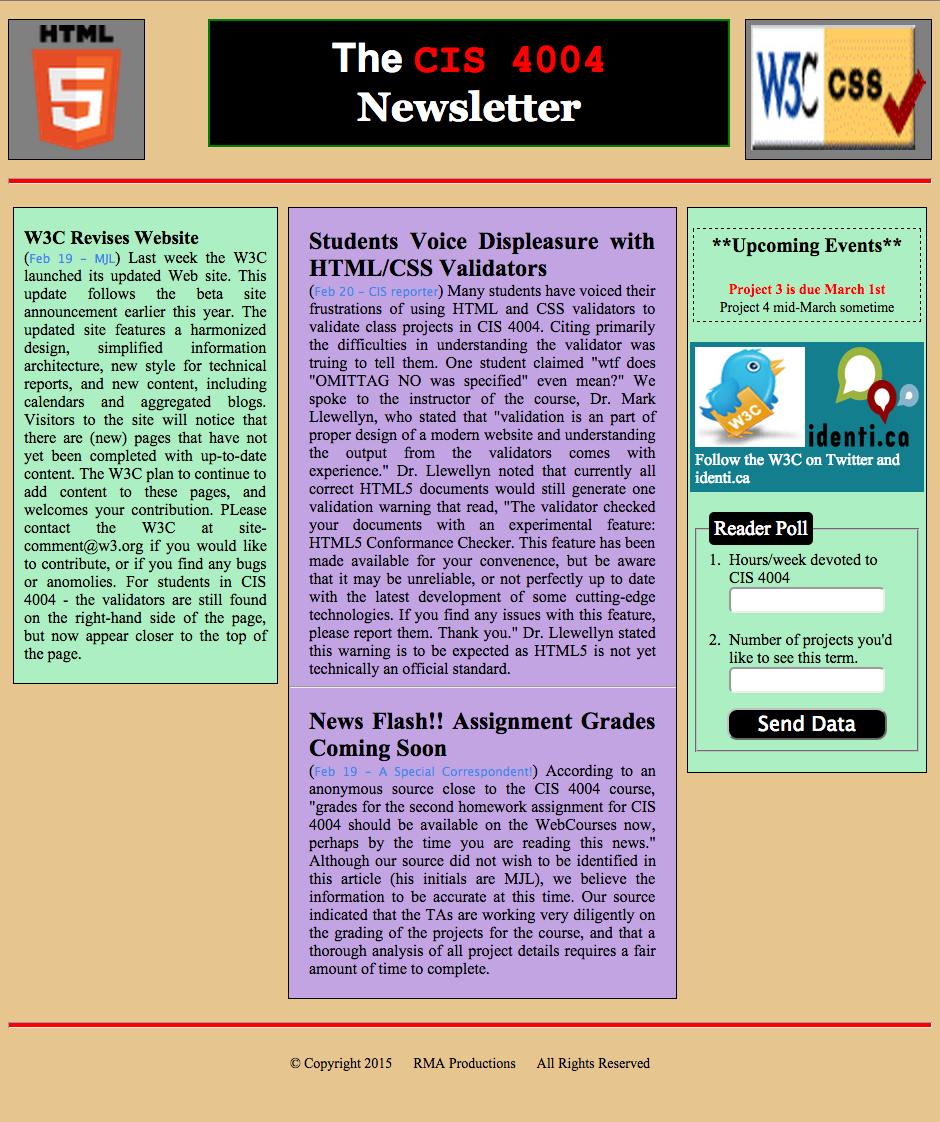 HTML
5
The CIS 4004
Newsletter
W3C css
W3C Revises Website
(Feb 19 - MJL) Last week the W3C
launched its updated Web site. This
update follows the beta site
announcement earlier this year. The
updated site features a harmonized
design, simplified information
architecture, new style for technical
reports, and new content, including
calendars and aggregated blogs.
Visitors to the site will notice that
there are (new) pages that have not
yet been completed with up-to-date
content. The W3C plan to continue to
add content to these pages, and
welcomes your contribution. PLease
contact the W3C at site-
comment@w3.org if you would like
to contribute, or if you find any bugs
or anomolies. For students in CIS
4004 - the validators are still found
on the right-hand side of the page,
but now appear closer to the top of
the page.
Students Voice Displeasure with
HTML/CSS Validators
(Feb 20 - CIS reporter) Many students have voiced their
frustrations of using HTML and CSS validators to
validate class projects in CIS 4004. Citing primarily
the difficulties in understanding the validator was
truing to tell them. One student claimed "wtf does
"OMITTAG NO was specified" even mean?" We
spoke to the instructor of the course, Dr. Mark
Llewellyn, who stated that "validation is an part of
proper design of a modern website and understanding
the output from the validators comes with
experience." Dr. Llewellyn noted that currently all
correct HTML5 documents would still generate one
validation warning that read, "The validator checked
your documents with an experimental feature:
HTML5 Conformance Checker. This feature has been
made available for your convenence, but be aware
that it may be unreliable, or not perfectly up to date
with the latest development of some cutting-edge
technologies. If you find any issues with this feature,
please report them. Thank you." Dr. Llewellyn stated
this warning is to be expected as HTML5 is not yet
technically an official standard.
News Flash!! Assignment Grades
Coming Soon
(Feb 19 - A Special Correspondent!) According to an
anonymous source close to the CIS 4004 course,
"grades for the second homework assignment for CIS
4004 should be available on the WebCourses now,
perhaps by the time you are reading this news."
Although our source did not wish to be identified in
this article (his initials are MJL), we believe the
information to be accurate at this time. Our source
indicated that the TAs are working very diligently on
the grading of the projects for the course, and that a
thorough analysis of all project details requires a fair
amount of time to complete.
**Upcoming Events**
Project 3 is due March 1st
Project 4 mid-March sometime
W3C
identi.ca
Follow the W3C on Twitter and
identi.ca
Reader Poll
1. Hours/week devoted to
CIS 4004
2. Number of projects you'd
like to see this term.
Send Data
© Copyright 2015 RMA Productions All Rights Reserved